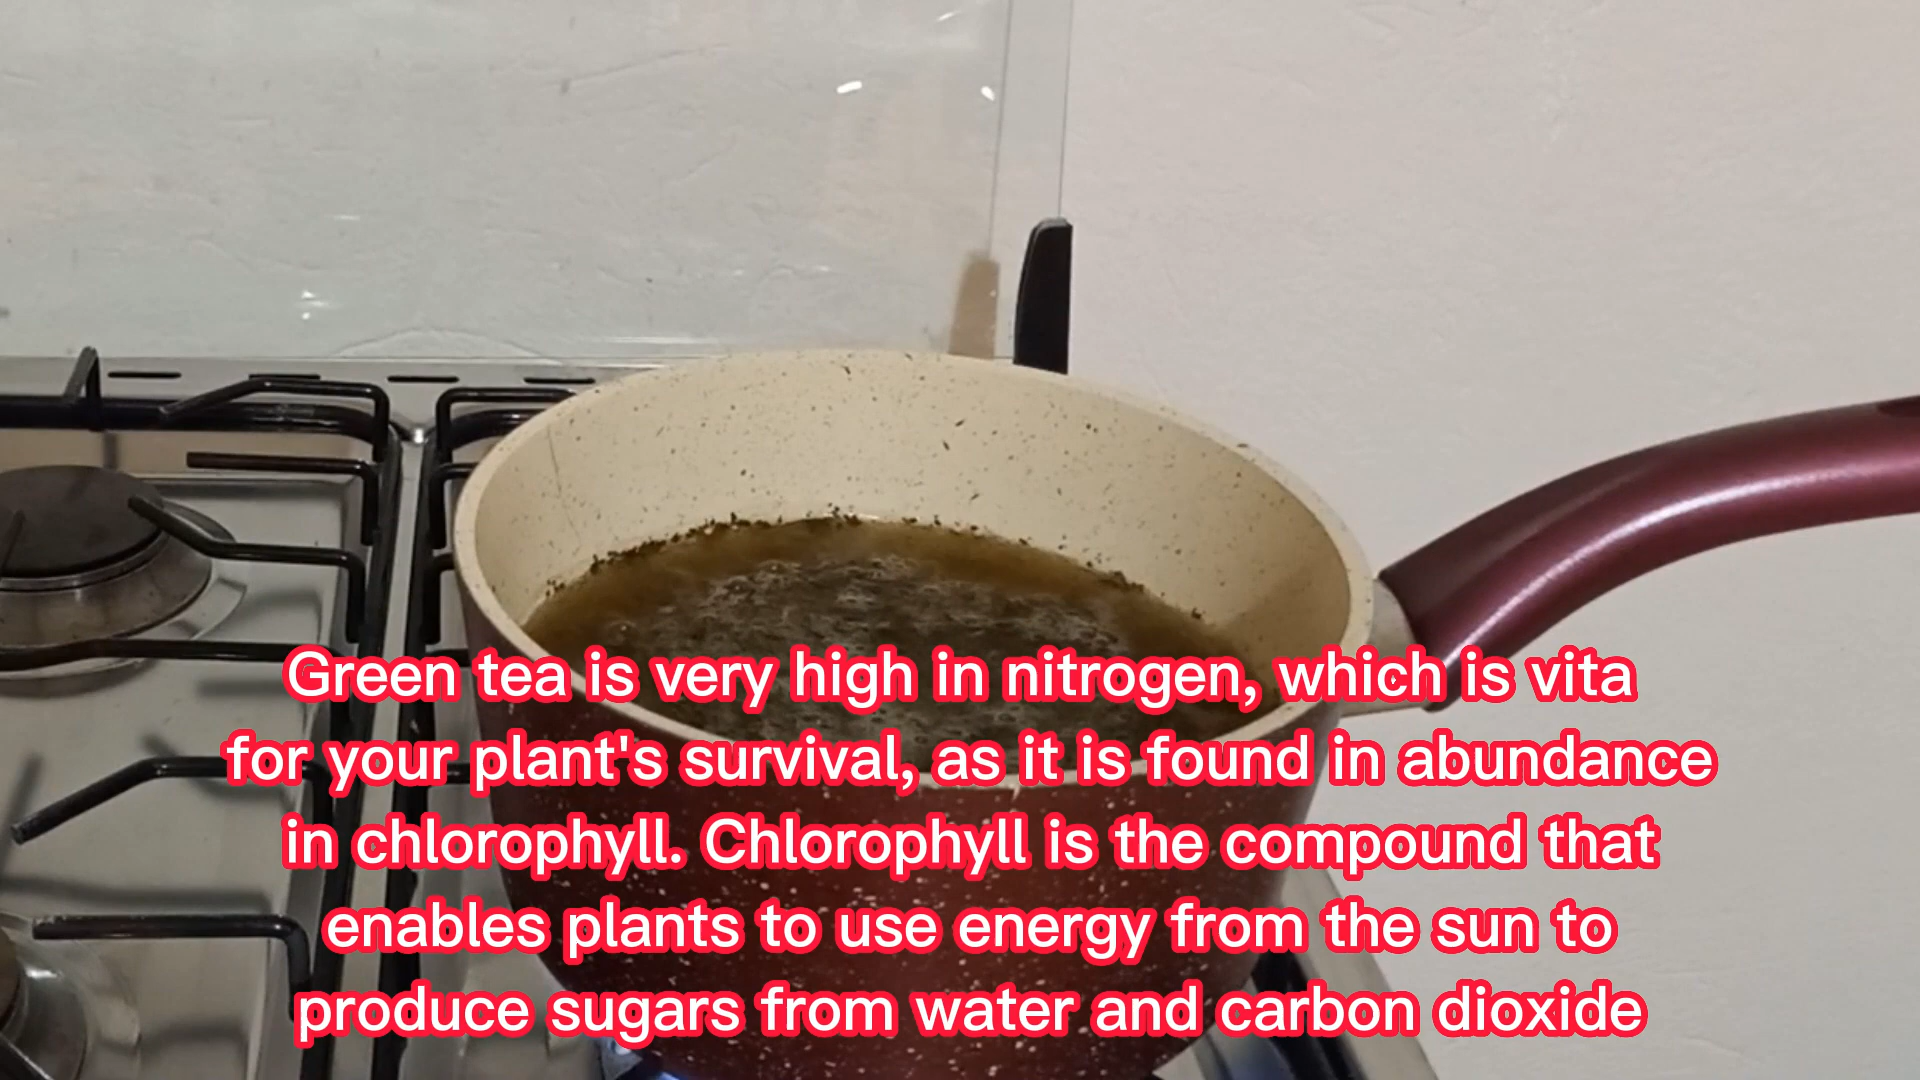 Green tea is very high in nitrogen, which is vita
for your plant's survival, as it is found in abundance
in chlorophyll. Chlorophyll is the compound that
enables plants to use energy from the sun to
produce sugars from water and carbon dioxide